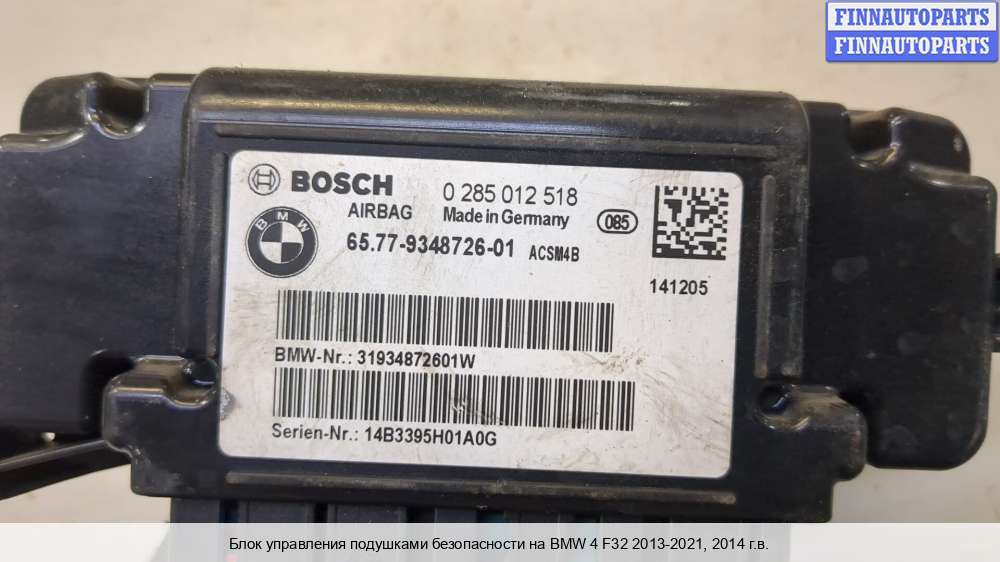 FINNAUTOPARTS
FINNAUTOPARTS
BOSCH 0 285 012 518
AIRBAG Made in Germany 085
BMW
65.77-9348726-01 ACSM4B
141205
BMW-Nr.: 31934872601W
Serien-Nr.: 14B3395H01A0G
Блок управления подушками безопасности на BMW 4 F32 2013-2021, 2014 г.в.